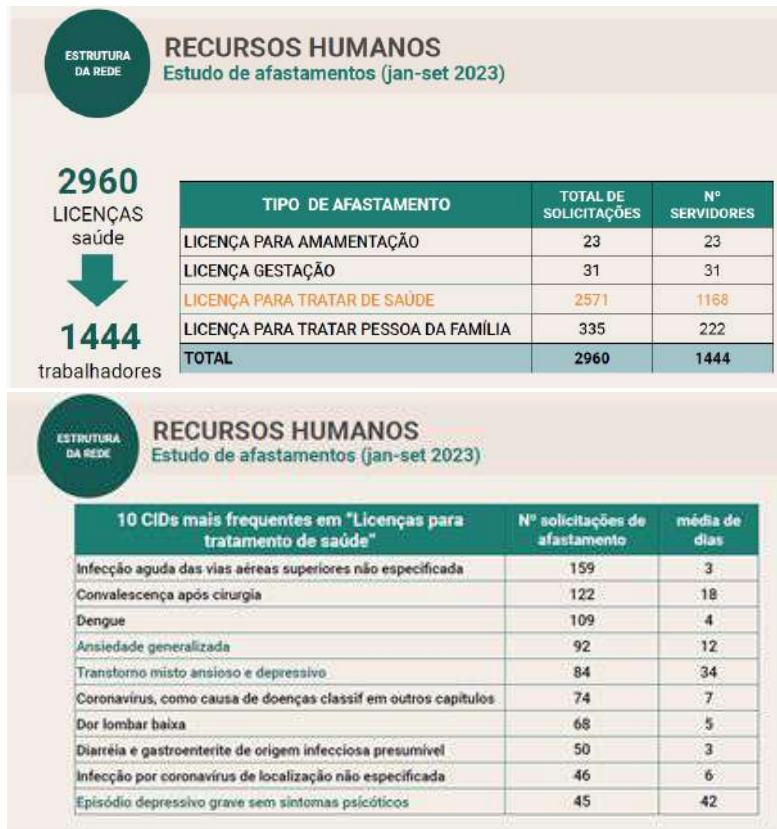 ESTRUTURA
DA REDE
RECURSOS HUMANOS
Estudo de afastamentos (jan-set 2023)
2960
LICENÇAS
saúde
1444
trabalhadores
TIPO DE AFASTAMENTO TOTAL DE SOLICITAÇÕES Nº SERVIDORES
LICENÇA PARA AMAMENTAÇÃO 23 23
LICENÇA GESTAÇÃO 31 31
LICENÇA PARA TRATAR DE SAÚDE 2571 1168
LICENÇA PARA TRATAR PESSOA DA FAMÍLIA 335 222
TOTAL 2960 1444
ESTRUTURA
DA REDE
RECURSOS HUMANOS
Estudo de afastamentos (jan-set 2023)
10 CIDs mais frequentes em "Licenças para tratamento de saúde" Nº solicitações de afastamento média de dias
Infecção aguda das vias aéreas superiores não especificada 159 3
Convalescença após cirurgia 122 18
Dengue 109 4
Ansiedade generalizada 92 12
Transtorno misto ansioso e depressivo 84 34
Coronavírus, como causa de doenças classif em outros capítulos 74 7
Dor lombar baixa 68 5
Diarréia e gastroenterite de origem infecciosa presumível 50 3
Infecção por coronavírus de localização não especificada 46 6
Episódio depressivo grave sem sintomas psicóticos 45 42